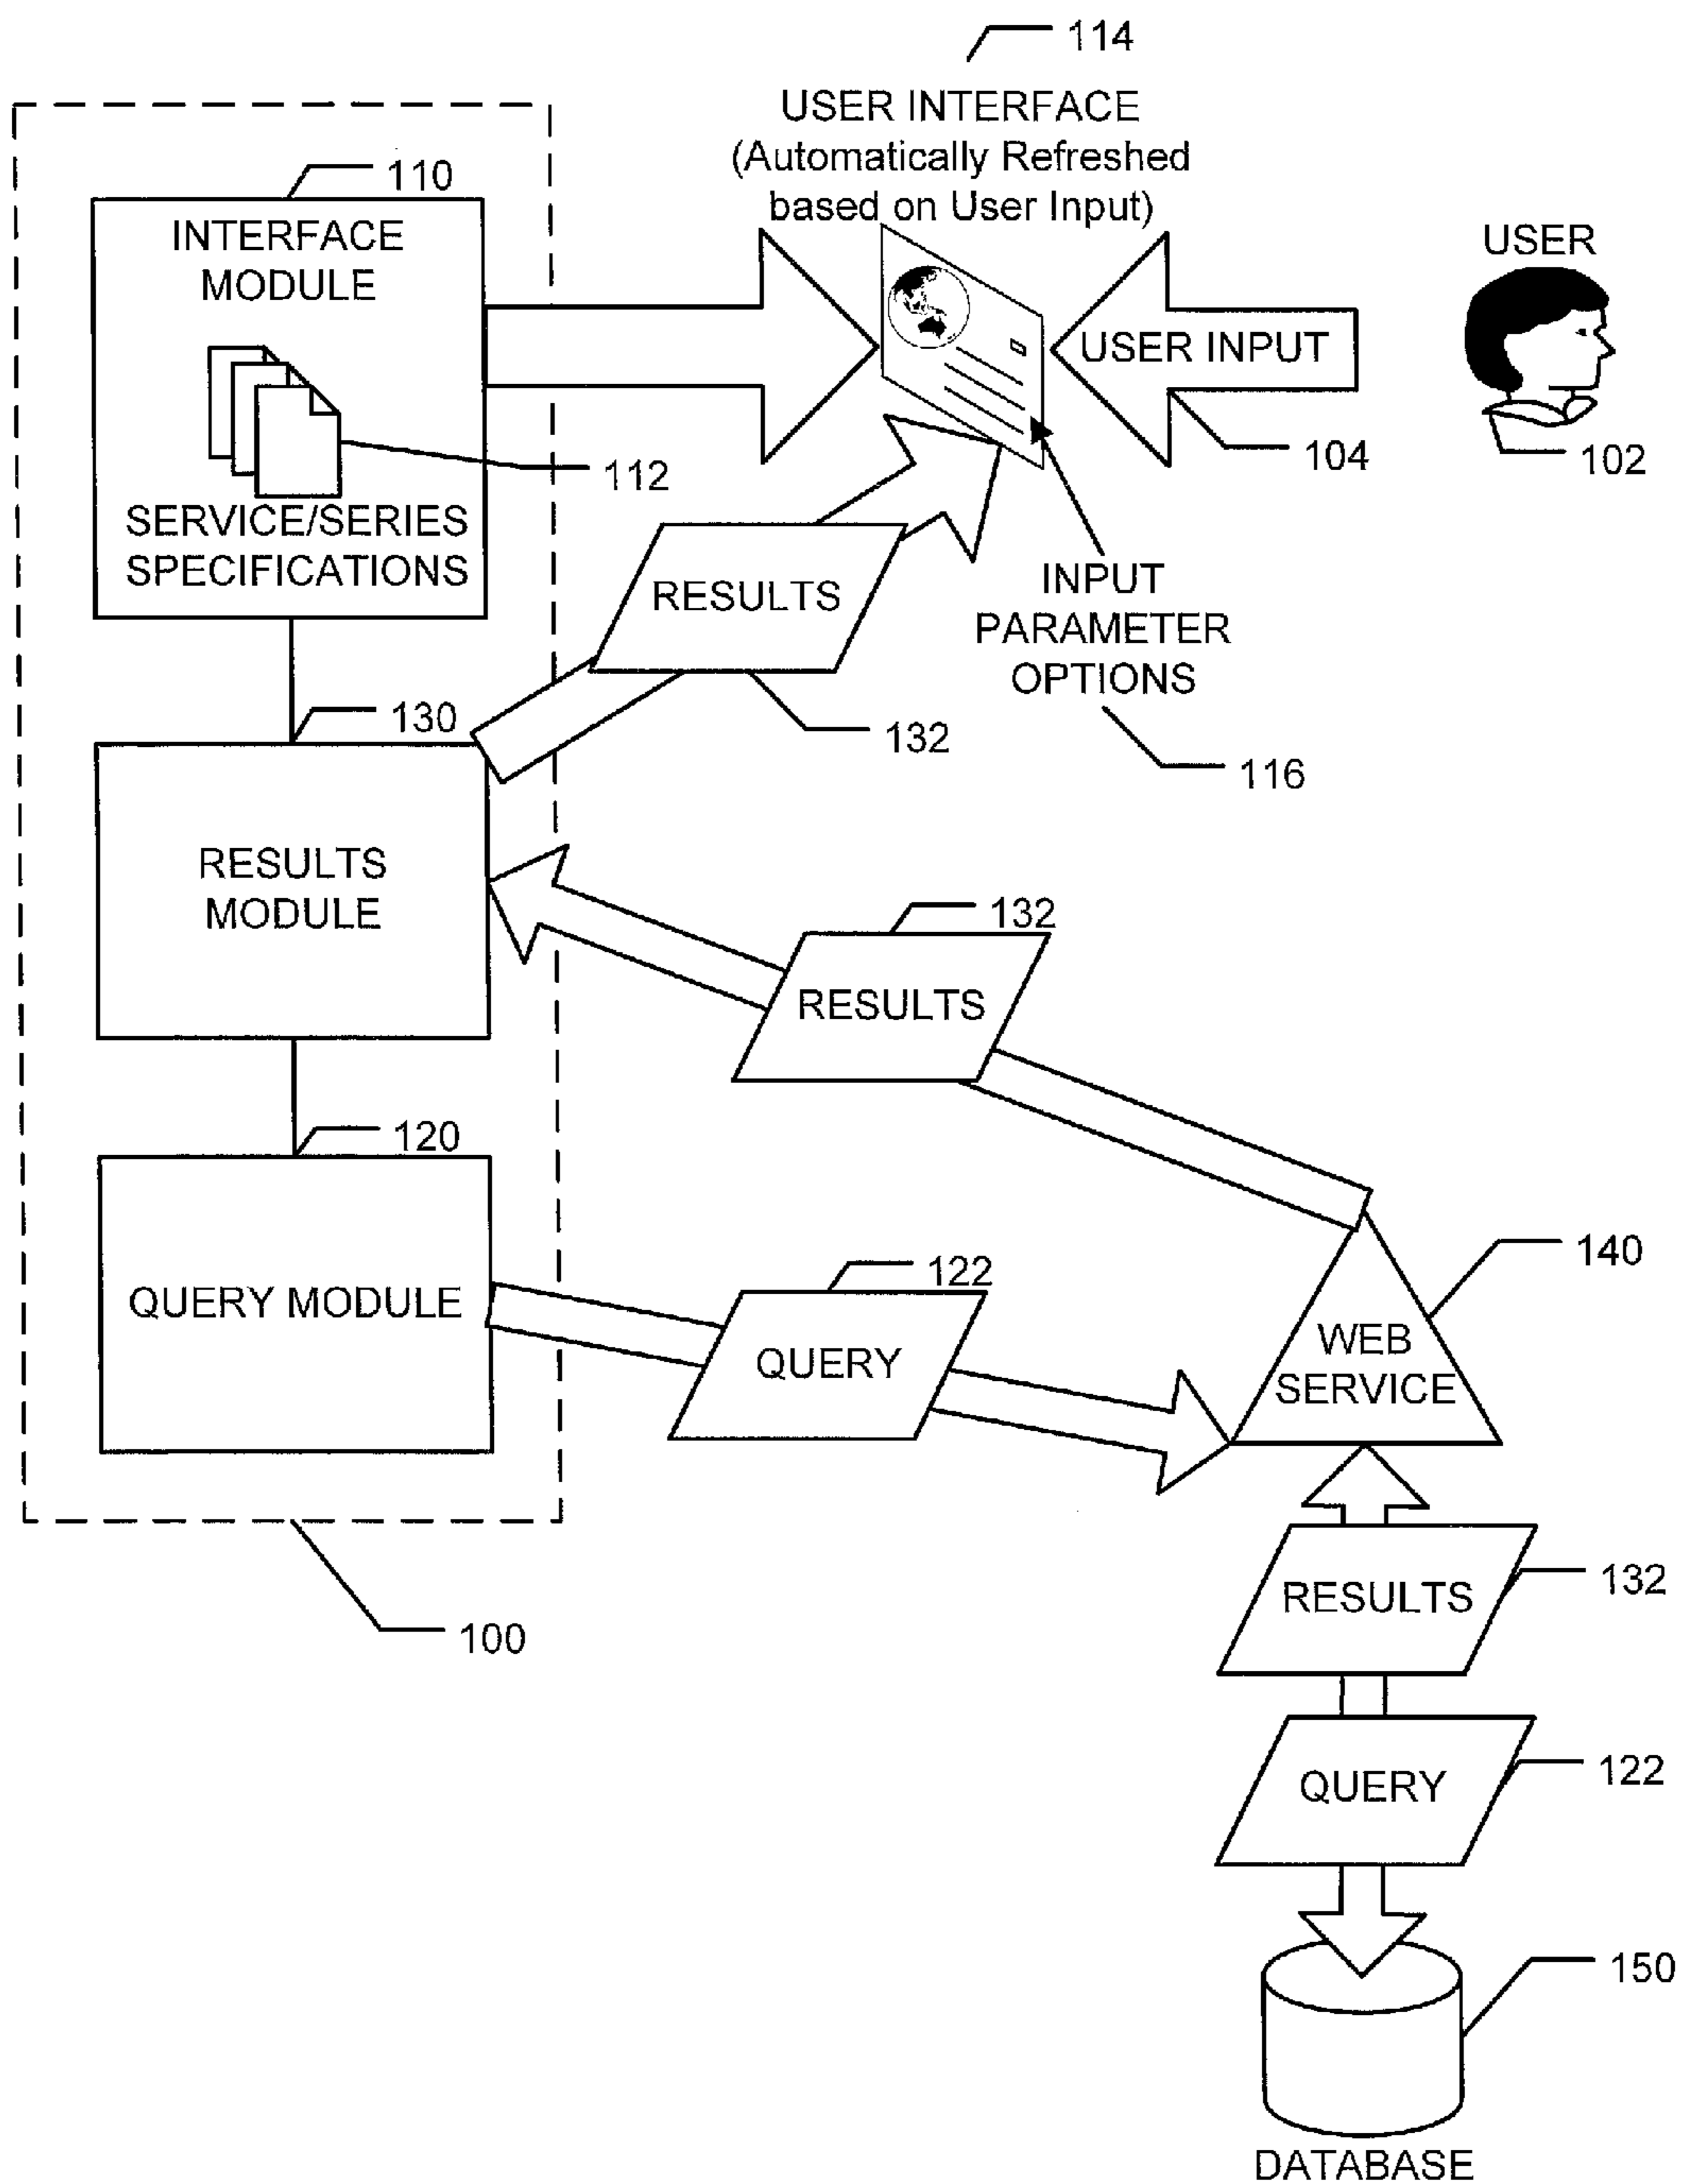 114
USER INTERFACE
(Automatically Refreshed
based on User Input)
110
INTERFACE
MODULE
USER
USER INPUT
104
102
112
SERVICE/SERIES
SPECIFICATIONS
RESULTS
INPUT
PARAMETER
OPTIONS
130
132
116
RESULTS
MODULE
132
RESULTS
120
QUERY MODULE
122
QUERY
140
WEB
SERVICE
RESULTS
132
100
QUERY
122
150
DATABASE